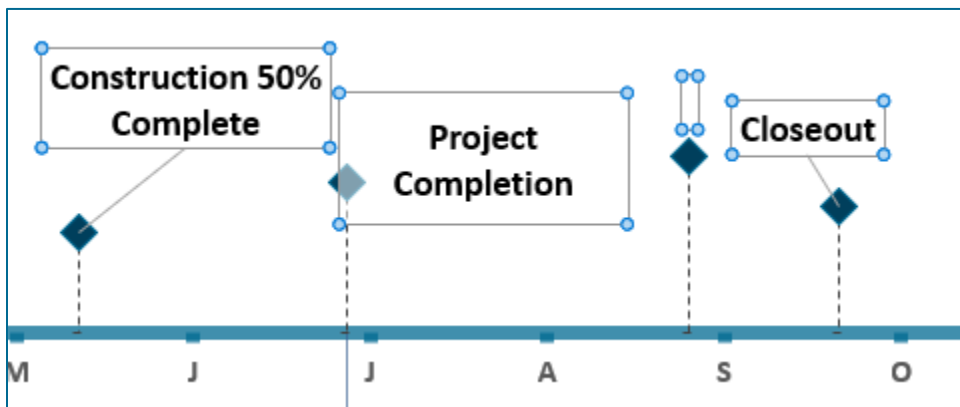 Construction 50%
Complete
Project
Completion
Closeout
M J J A S O